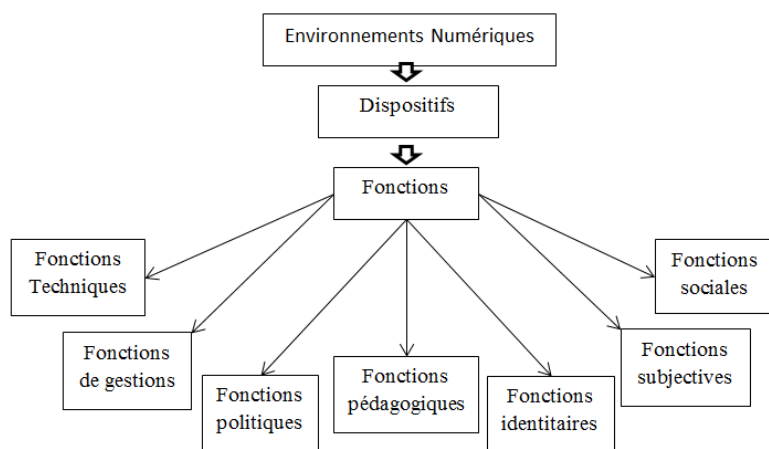 Environnements Numériques
Dispositifs
Fonctions
Fonctions
Techniques
Fonctions
sociales
Fonctions
de gestions
Fonctions
subjectives
Fonctions
politiques
Fonctions
pédagogiques
Fonctions
identitaires